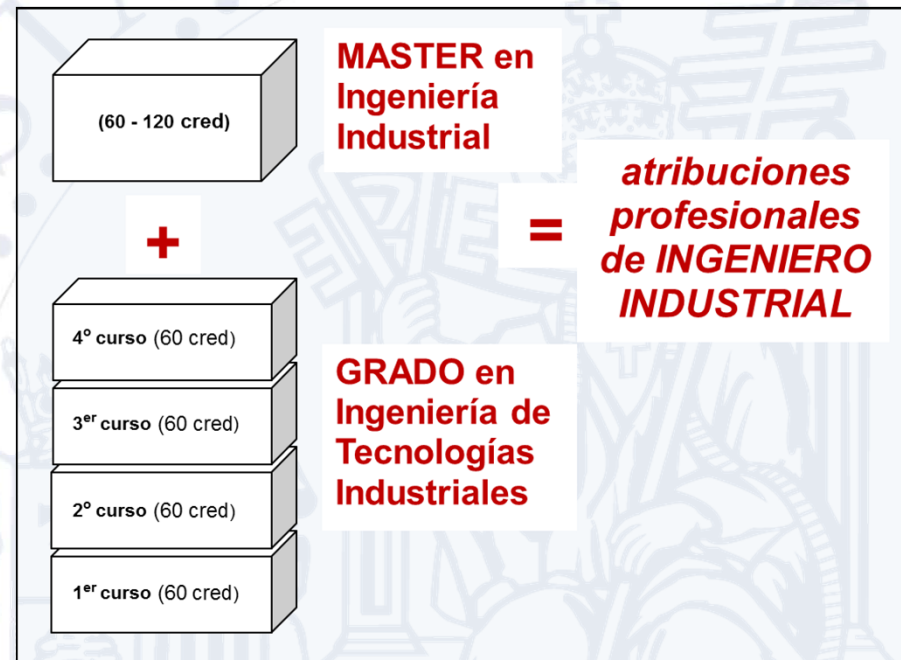 (60 - 120 cred)
MASTER en
Ingeniería
Industrial
+
=
atribuciones
profesionales
de INGENIERO
INDUSTRIAL
4º curso (60 cred)
3er curso (60 cred)
2º curso (60 cred)
1er curso (60 cred)
GRADO en
Ingeniería de
Tecnologías
Industriales